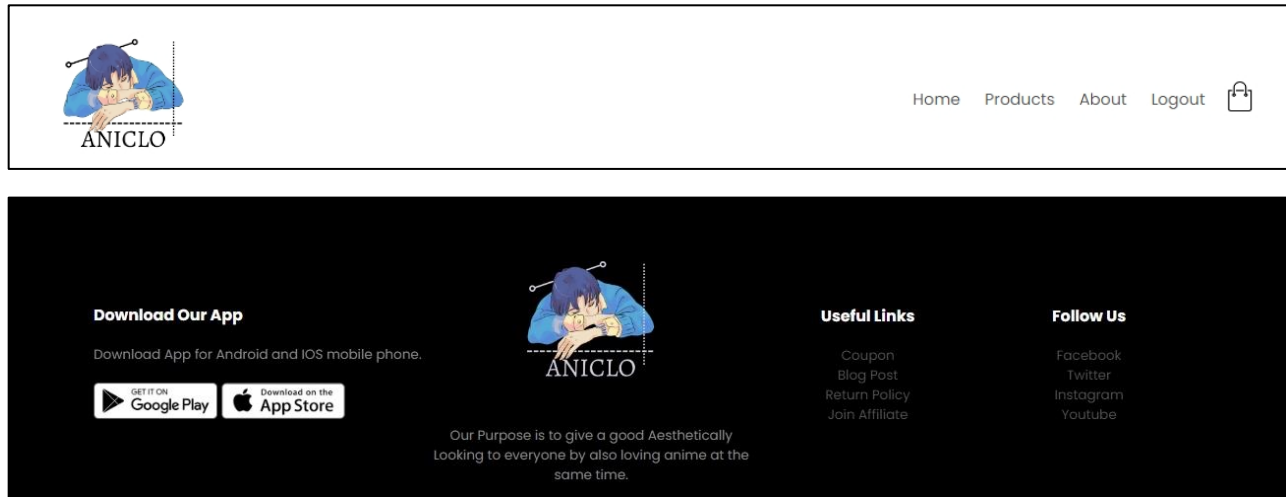 ANICLO
Home Products About Logout
Download Our App
Download App for Android and IOS mobile phone.
GET IT ON
Google Play
Download on the
App Store
ANICLO
Our Purpose is to give a good Aesthetically
Looking to everyone by also loving anime at the
same time.
Useful Links
Coupon
Blog Post
Return Policy
Join Affiliate
Follow Us
Facebook
Twitter
Instagram
Youtube